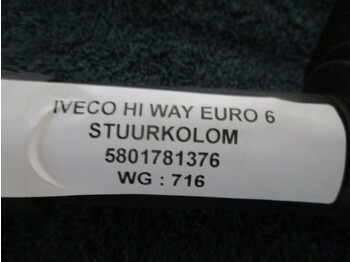 IVECO HI WAY EURO 6
STUURKOLOM
5801781376
WG : 716